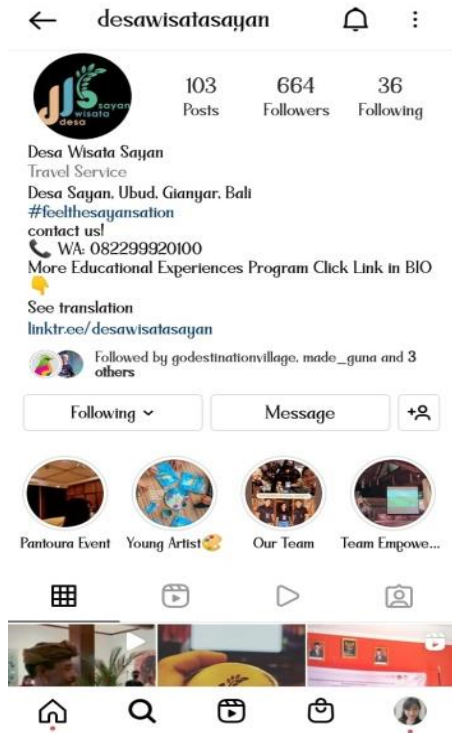 desawisatasayan
sayan
wisata
desa
103 664 36
Posts Followers Following
Desa Wisata Sayan
Travel Service
Desa Sayan, Ubud, Gianyar, Bali
#feelthesayansation
contact us!
📞 WA: 082299920100
More Educational Experiences Program Click Link in BIO
👇
See translation
linktr.ee/desawisatasayan
Followed by godestinationvillage, made_guna and 3
others
Following Message
Pantoura Event Young Artist🎨 Our Team Team Empowe...